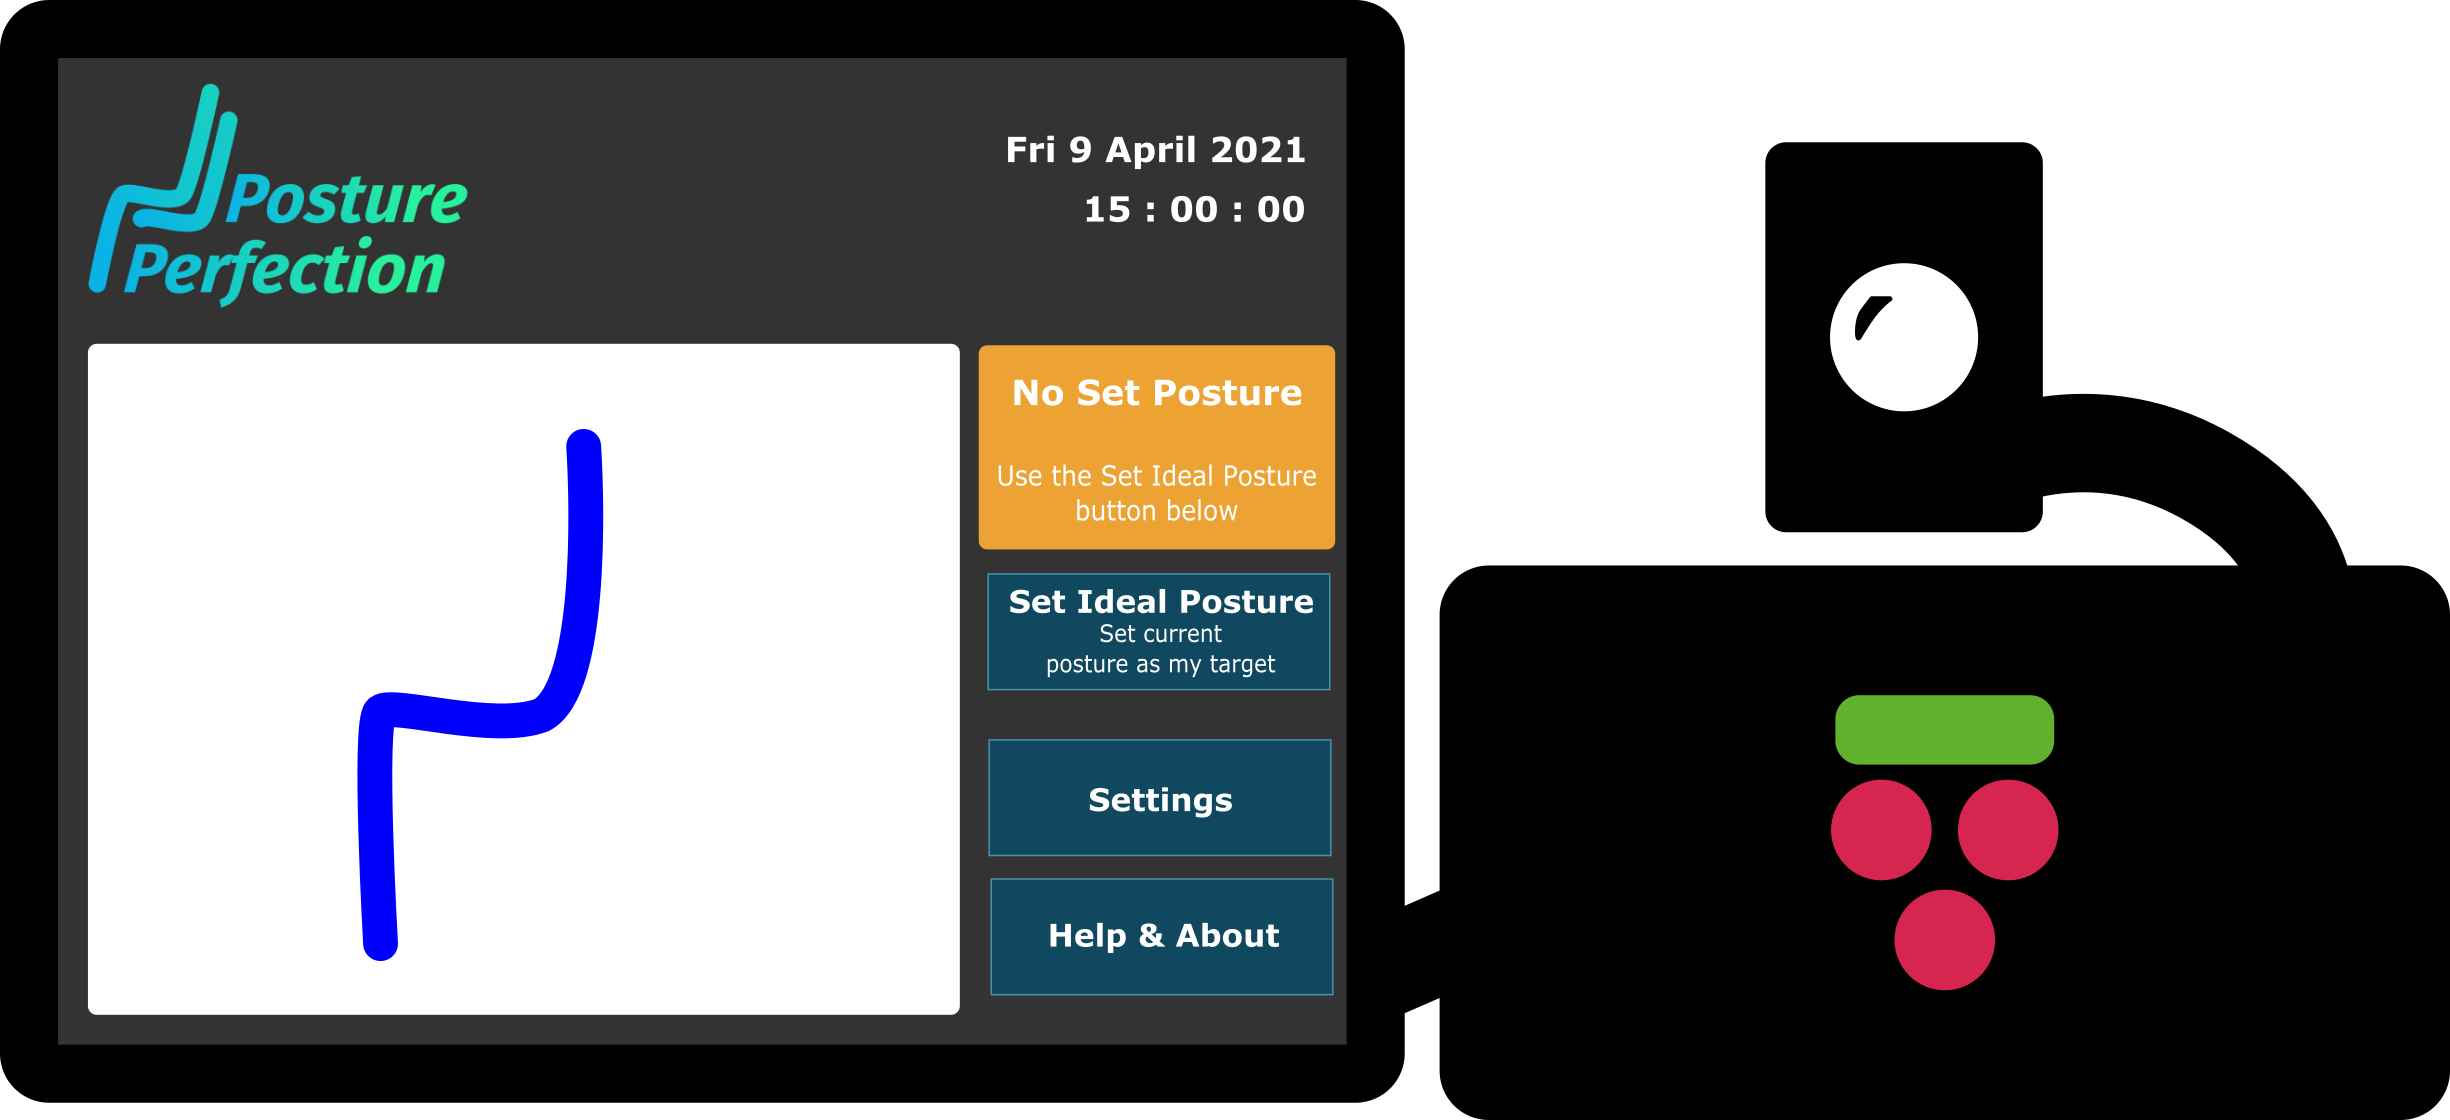 Posture
Perfection
Fri 9 April 2021
15 : 00 : 00
No Set Posture
Use the Set Ideal Posture
button below
Set Ideal Posture
Set current
posture as my target
Settings
Help & About